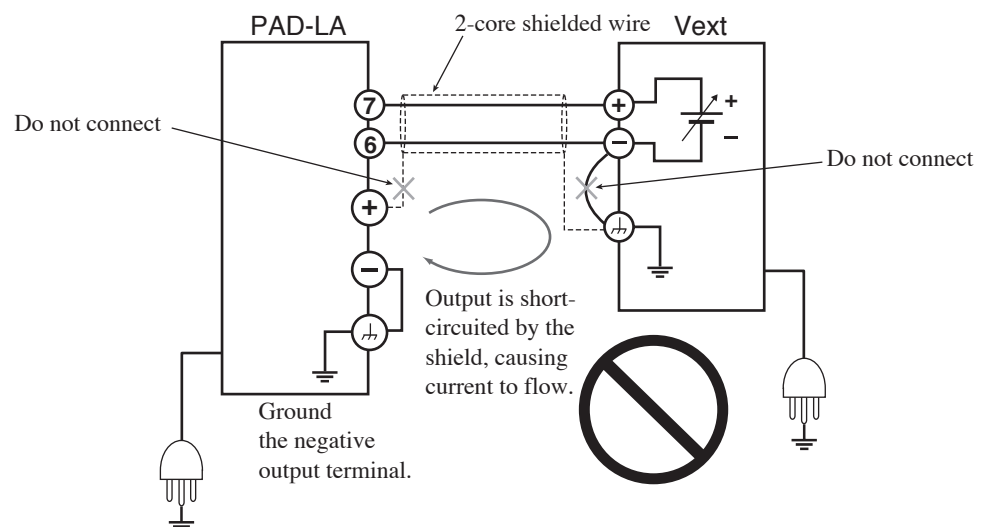 PAD-LA
2-core shielded wire
Vext
7
+
+
Do not connect
6
−
−
Do not connect
+
−
Output is short-
circuited by the
shield, causing
current to flow.
Ground
the negative
output terminal.